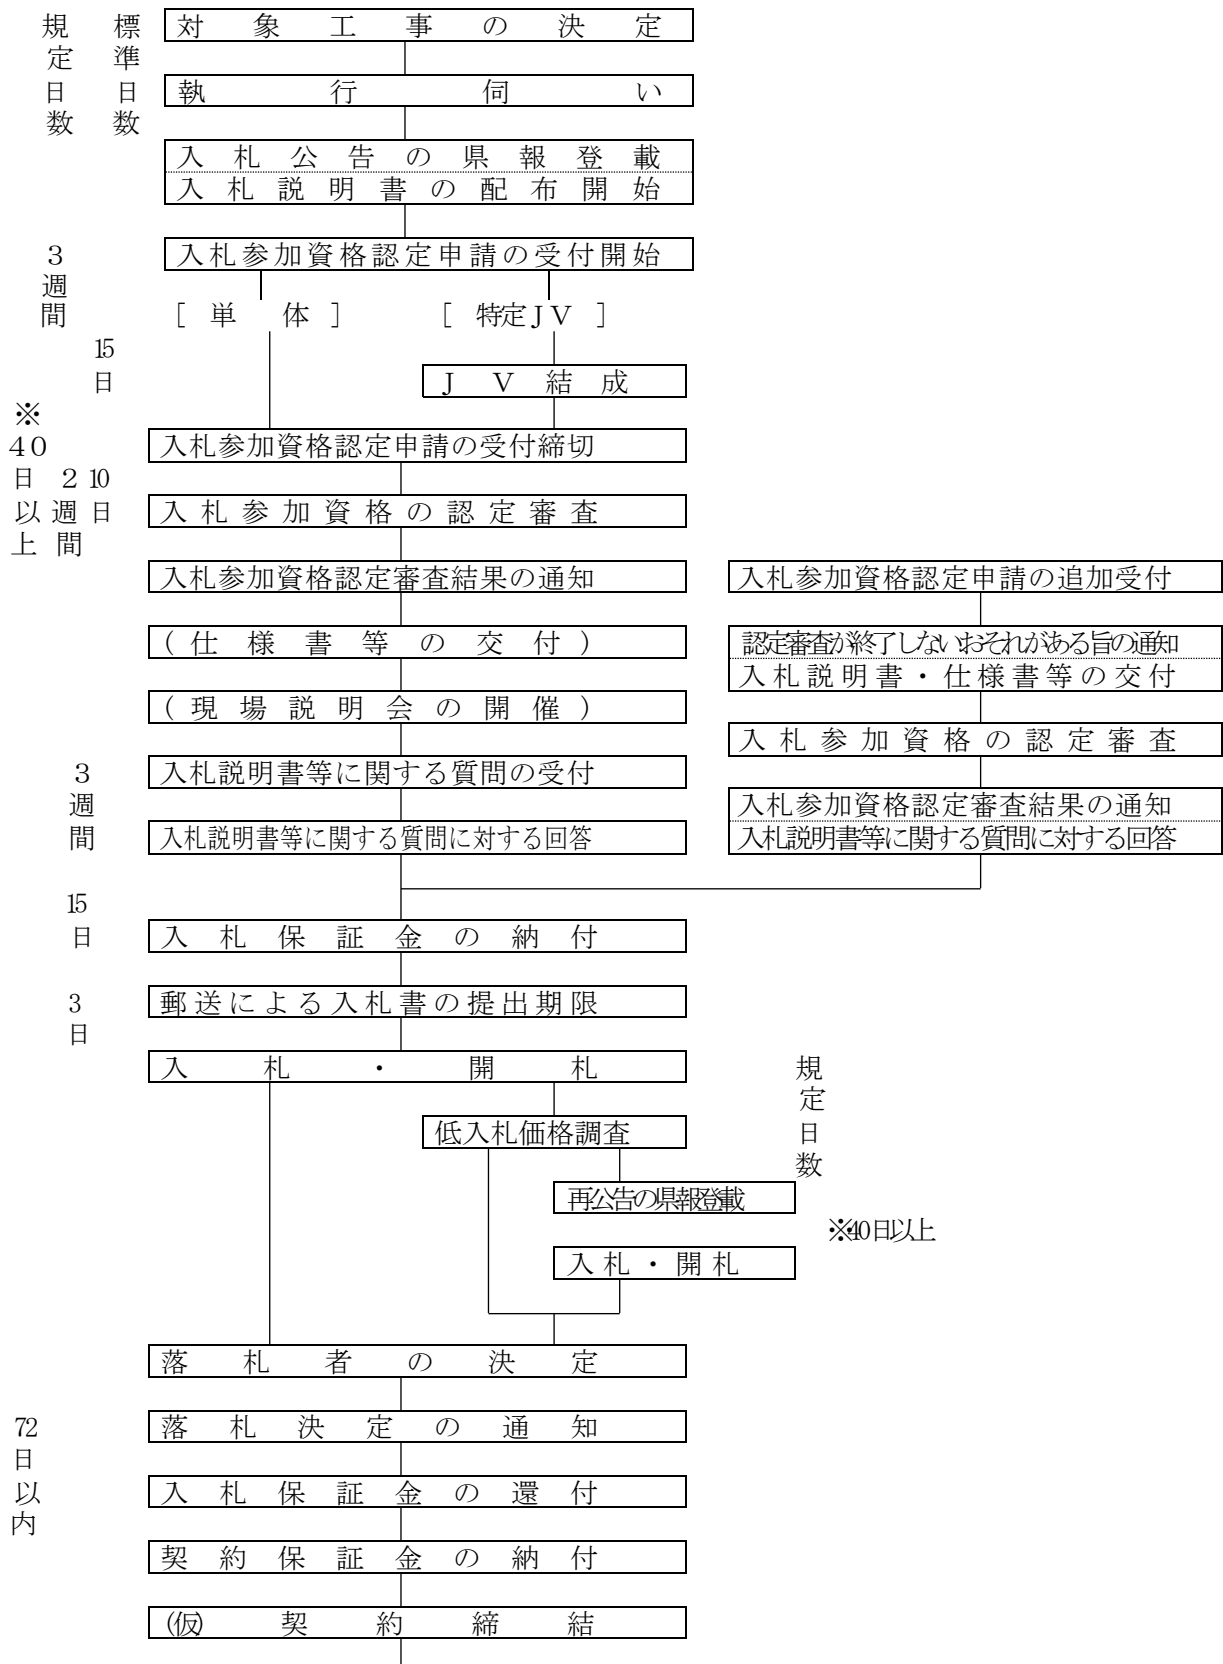 規定日数
標準日数
対象工事の決定
執行伺い
入札公告の県報登載
入札説明書の配布開始
3週間
入札参加資格認定申請の受付開始
[単体]
[特定JV]
15日
JV結成
※40日以上
入札参加資格認定申請の受付締切
2週間
10日
入札参加資格の認定審査
入札参加資格認定審査結果の通知
入札参加資格認定申請の追加受付
(仕様書等の交付)
認定審査が終了しないおそれがある旨の通知
入札説明書・仕様書等の交付
(現場説明会の開催)
入札参加資格の認定審査
3週間
入札説明書等に関する質問の受付
入札参加資格認定審査結果の通知
入札説明書等に関する質問に対する回答
入札説明書等に関する質問に対する回答
15日
入札保証金の納付
3日
郵送による入札書の提出期限
入札・開札
規定日数
低入札価格調査
再公告の県報登載
※40日以上
入札・開札
落札者の決定
72日以内
落札決定の通知
入札保証金の還付
契約保証金の納付
(仮)契約締結